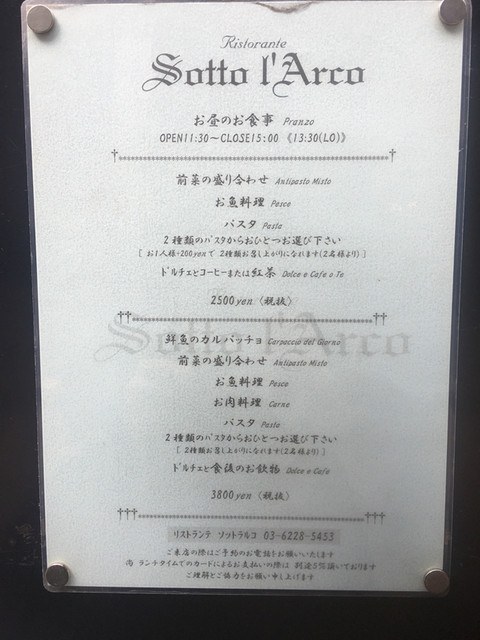 Ristorante
Sotto l'Arco
お昼のお食事 Pranzo
OPEN11:30〜CLOSE15:00 《13:30(LO)》
前菜の盛り合わせ Antipasto Misto
お魚料理 Pesce
パスタ Pasta
2種類のパスタからおひとつお選び下さい
[ お1人様+200yenで 2種類お召し上がりになれます(2名様より) ]
ドルチェとコーヒーまたは紅茶 Dolce e Cafe o Te
2500yen 〈税抜〉
Sotto l'Arco
鮮魚のカルパッチョ Carpaccio del Giorno
前菜の盛り合わせ Antipasto Misto
お魚料理 Pesce
お肉料理 Carne
パスタ Pasta
2種類のパスタからおひとつお選び下さい
[ 2種類お召し上がりになれます(2名様より) ]
ドルチェと食後のお飲物 Dolce e Cafe
3800yen 〈税抜〉
リストランテ ソットラルコ 03-6228-5453
ご来店の際はご予約のお電話をお願いいたします
尚 ランチタイムでのカードによるお支払いの際は 別途5%頂いております
ご理解とご協力をお願い申し上げます